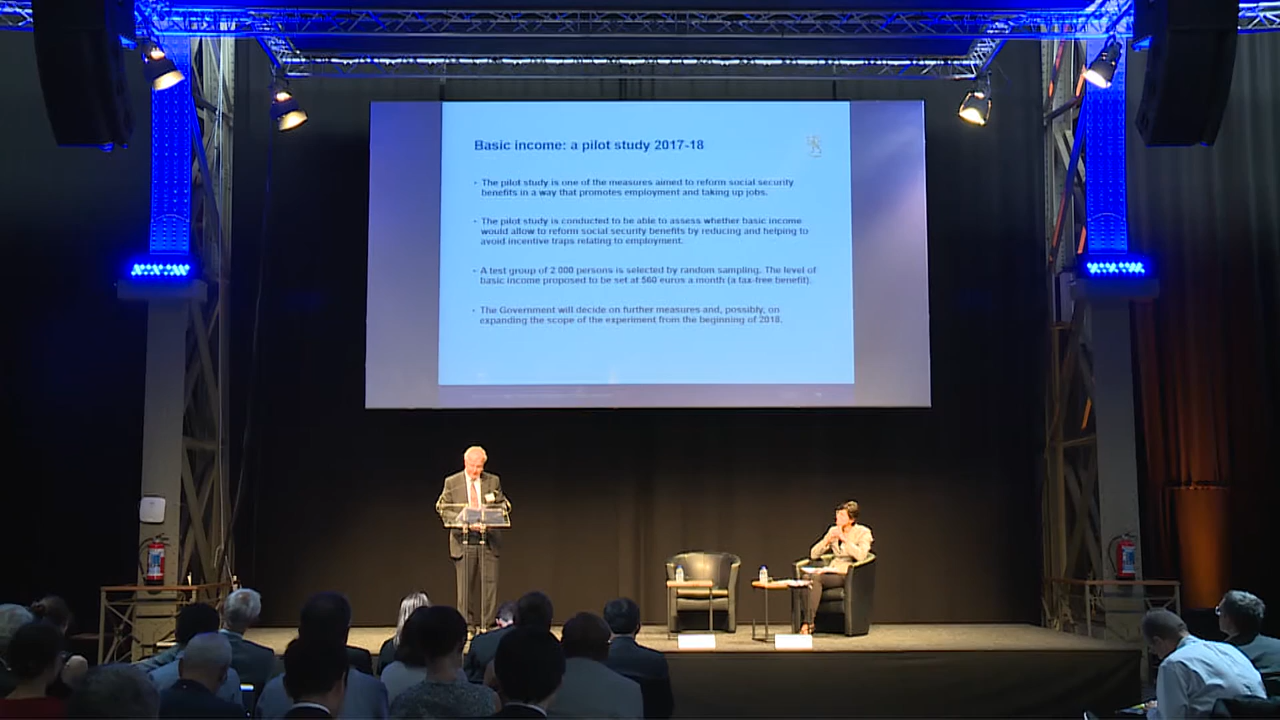 Basic income: a pilot study 2017-18
• The pilot study is one of the measures aimed to reform social security
benefits in a way that promotes employment and taking up jobs.
• The pilot study is conducted to be able to assess whether basic income
would allow to reform social security benefits by reducing and helping to
avoid incentive traps relating to employment.
• A test group of 2 000 persons is selected by random sampling. The level of
basic income proposed to be set at 560 euros a month (a tax-free benefit).
• The Government will decide on further measures and, possibly, on
expanding the scope of the experiment from the beginning of 2018.